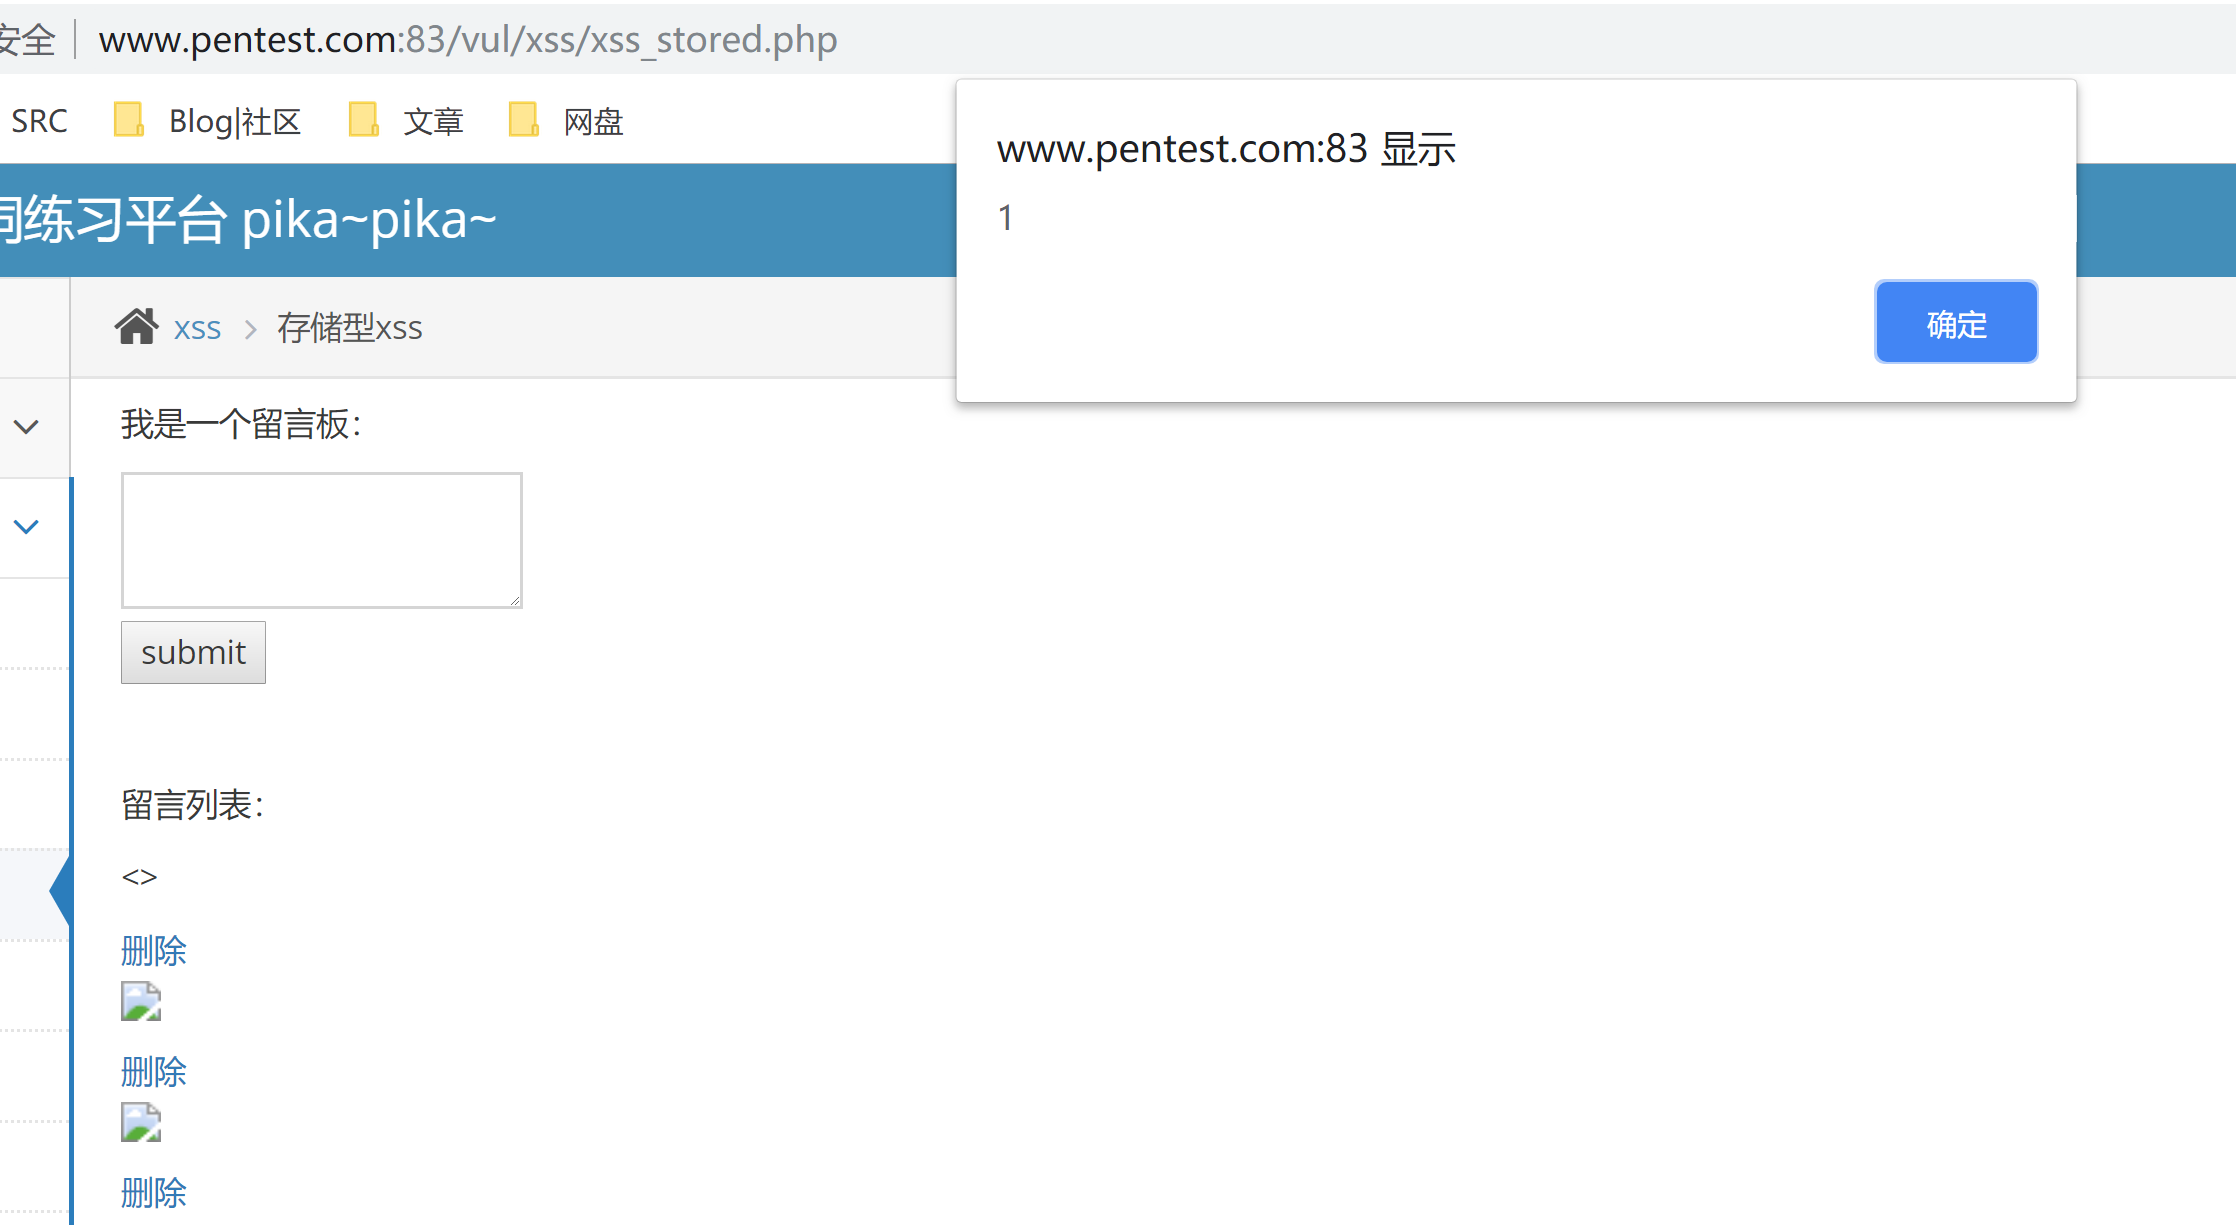 安全 www.pentest.com:83/vul/xss/xss_stored.php
SRC Blog|社区 文章 网盘
www.pentest.com:83 显示
1
确定
洞练习平台 pika~pika~
xss > 存储型xss
我是一个留言板：
submit
留言列表：
<>
删除
删除
删除